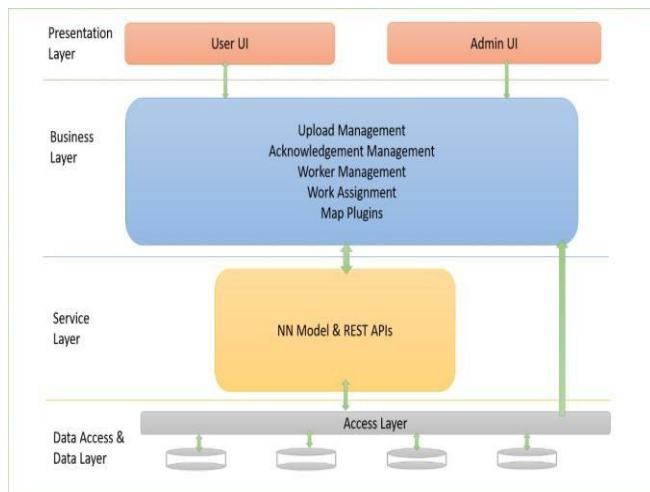 Presentation
Layer
User UI
Admin UI
Business
Layer
Upload Management
Acknowledgement Management
Worker Management
Work Assignment
Map Plugins
Service
Layer
NN Model & REST APIs
Data Access &
Data Layer
Access Layer